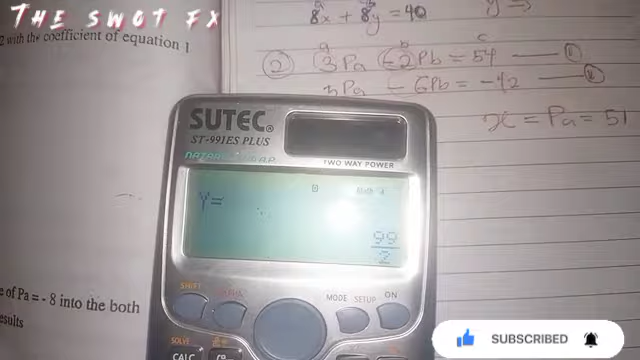 THE SWOT FX
2 with the coefficient of equation 1
8x + 8y = 40
y ⇒
② 3Pa - 2Pb = 54 —— ①
3Pa - 6Pb = -42 ——
a b c
x = Pa = 51
SUTEC®
ST-991ES PLUS
NATURAL-V.P.A.P.
TWO WAY POWER
Math
Y=
99
2
SHIFT
ALPHA
MODE SETUP
ON
SOLVE
CALC
e of Pa = - 8 into the both
esults
SUBSCRIBED